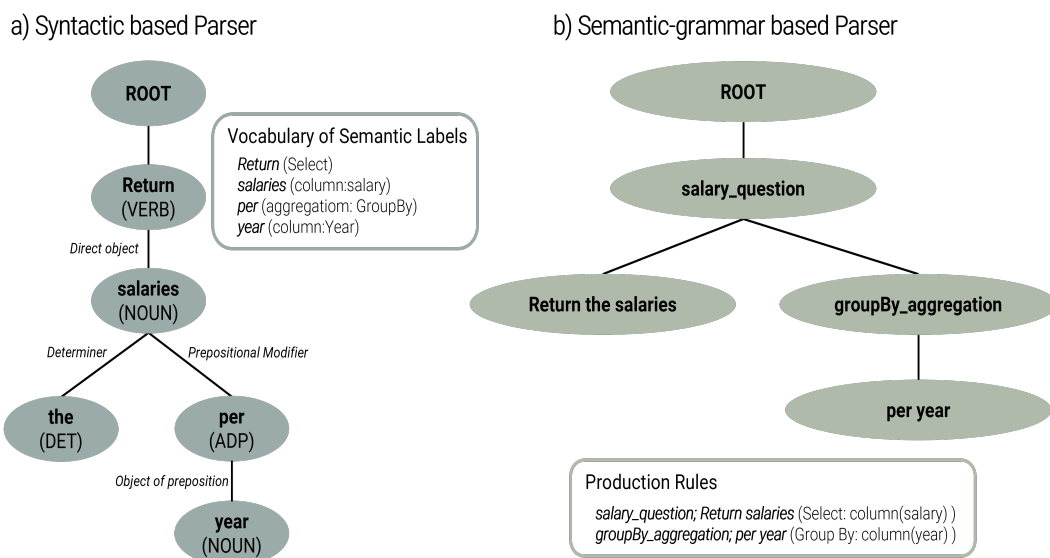 a) Syntactic based Parser
ROOT
Return
(VERB)
Direct object
salaries
(NOUN)
Determiner
Prepositional Modifier
the
(DET)
per
(ADP)
Object of preposition
year
(NOUN)
Vocabulary of Semantic Labels
Return (Select)
salaries (column:salary)
per (aggregatiom: GroupBy)
year (column:Year)
b) Semantic-grammar based Parser
ROOT
salary_question
Return the salaries
groupBy_aggregation
per year
Production Rules
salary_question; Return salaries (Select: column(salary) )
groupBy_aggregation; per year (Group By: column(year) )